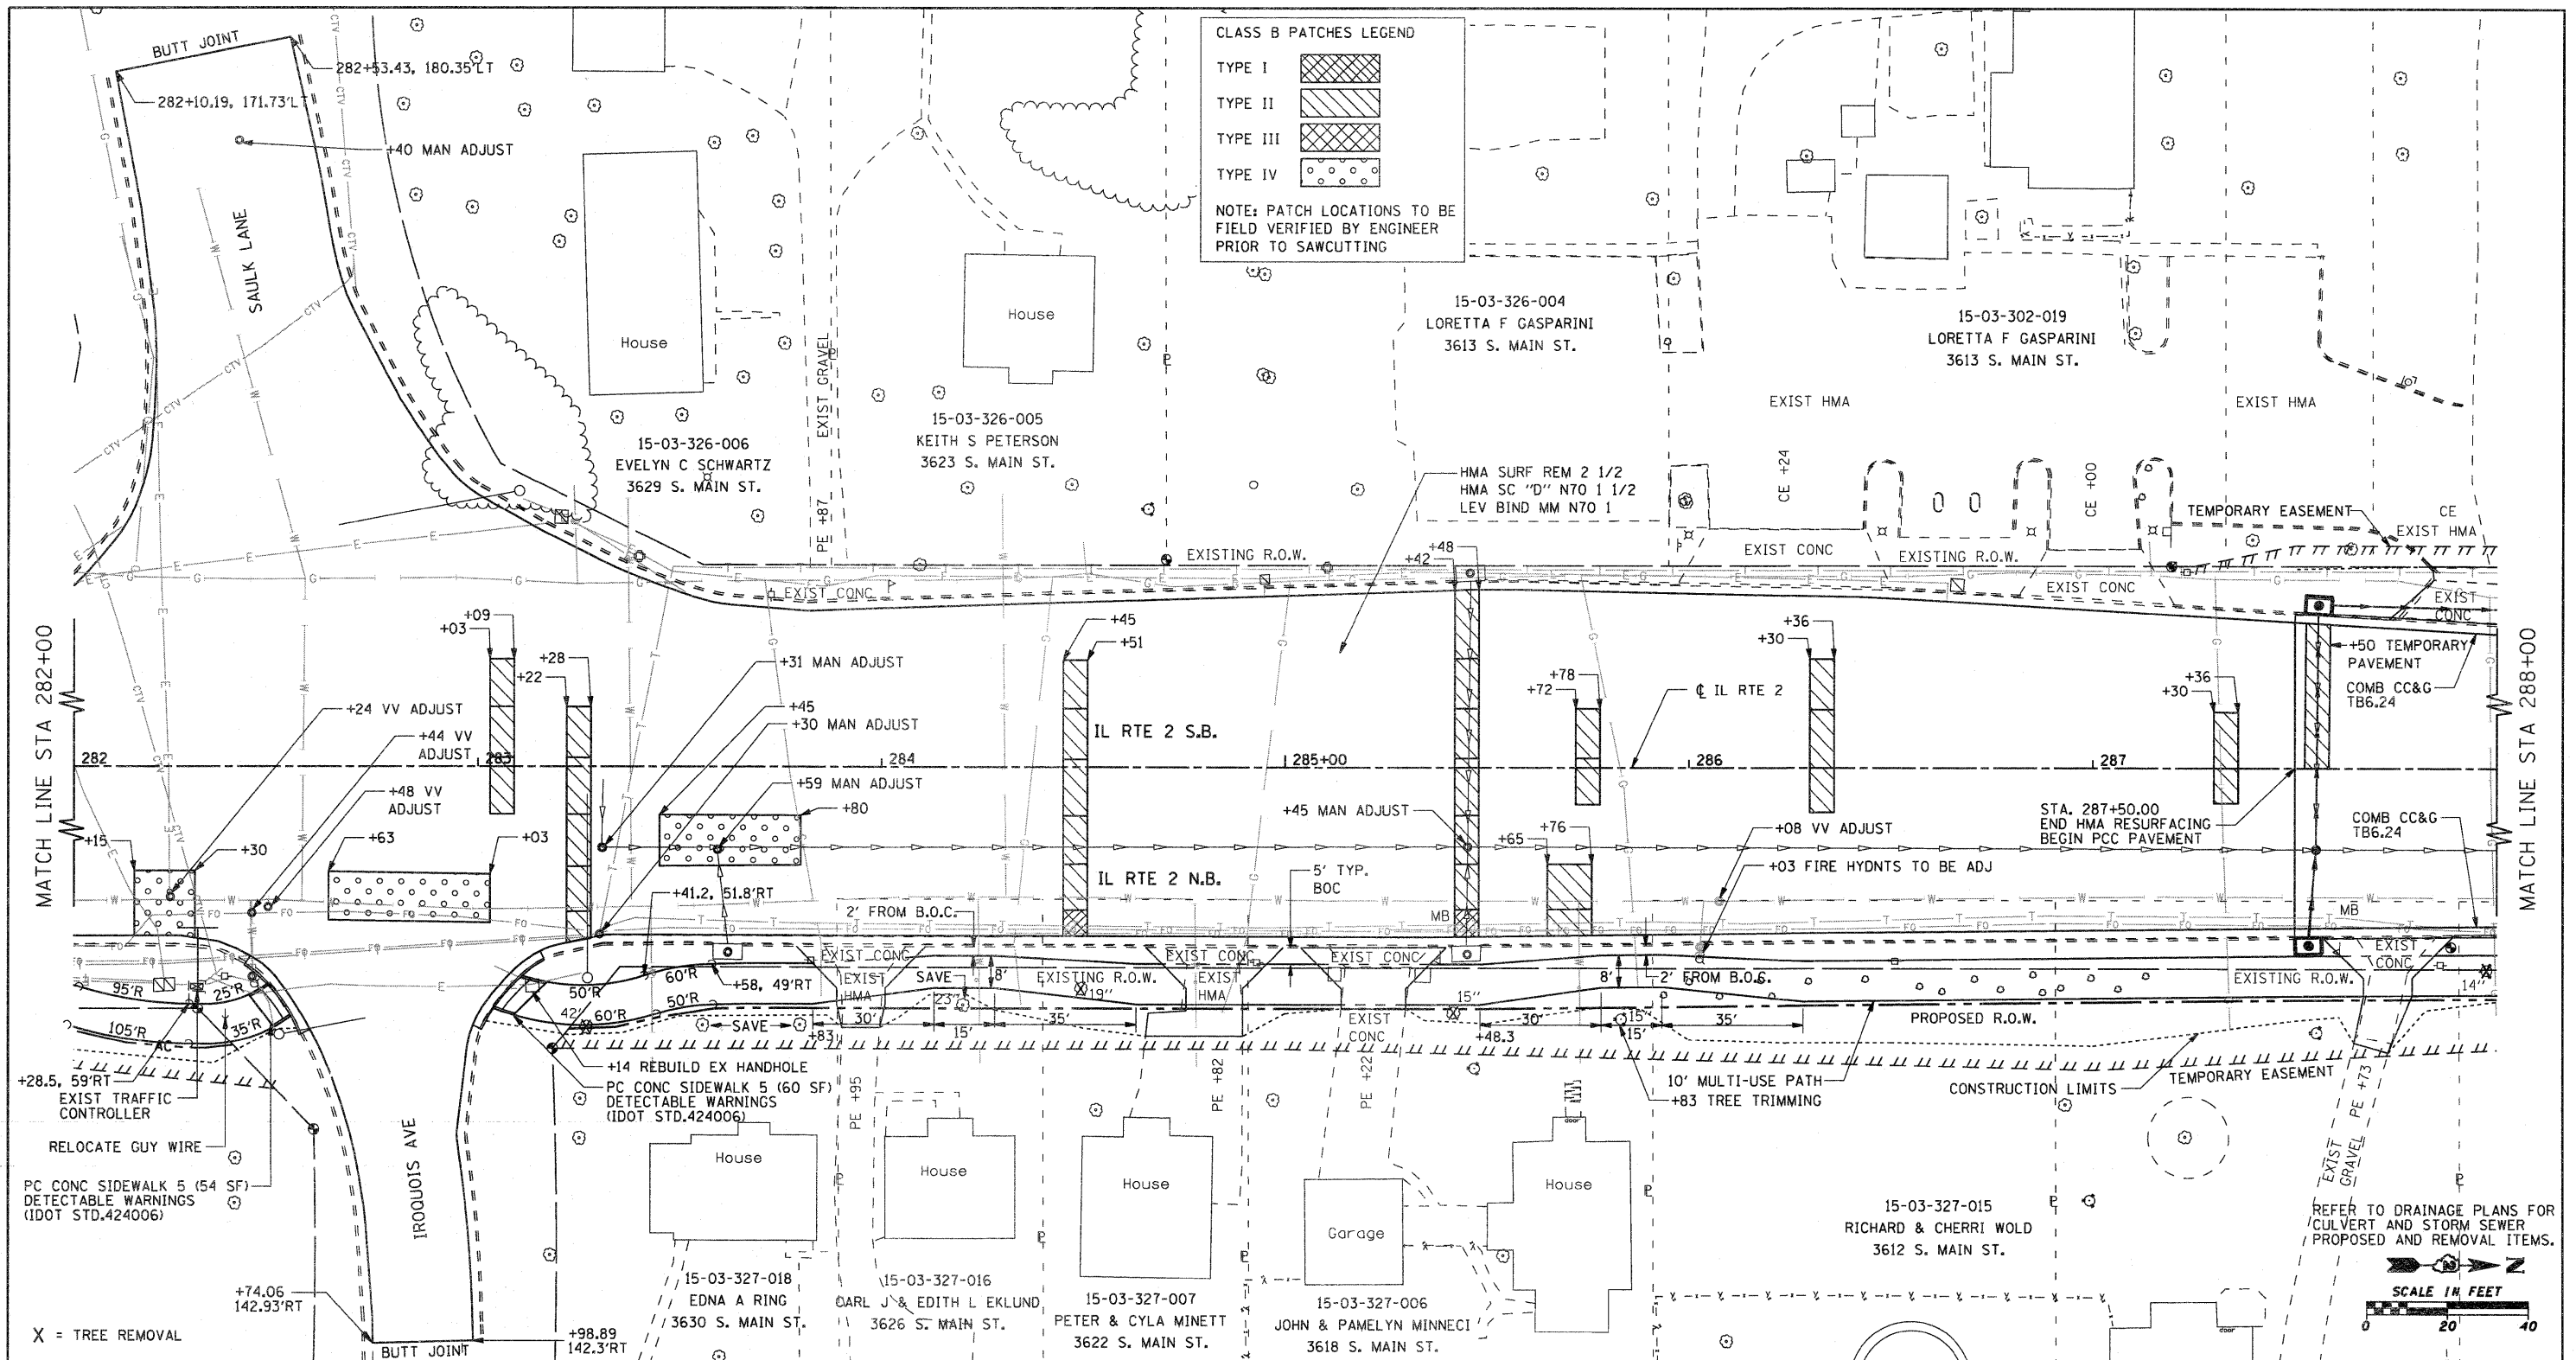 BUTT JOINT
282+53.43, 180.35'LT
282+10.19, 171.73'LT
+40 MAN ADJUST
SAULK LANE
CLASS B PATCHES LEGEND
TYPE I
TYPE II
TYPE III
TYPE IV
NOTE: PATCH LOCATIONS TO BE
FIELD VERIFIED BY ENGINEER
PRIOR TO SAWCUTTING
House
House
15-03-326-006
EVELYN C SCHWARTZ
3629 S. MAIN ST.
EXIST GRAVEL
PE +87
15-03-326-005
KEITH S PETERSON
3623 S. MAIN ST.
15-03-326-004
LORETTA F GASPARINI
3613 S. MAIN ST.
15-03-302-019
LORETTA F GASPARINI
3613 S. MAIN ST.
EXIST HMA
EXIST HMA
HMA SURF REM 2 1/2
HMA SC "D" N70 1 1/2
LEV BIND MM N70 1
CE +24
CE +00
TEMPORARY EASEMENT
CE
EXIST HMA
EXISTING R.O.W.
EXIST CONC
EXISTING R.O.W.
EXIST CONC
EXIST CONC
EXIST
CONC
+48
+42
MATCH LINE STA 282+00
+09
+03
+28
+22
+31 MAN ADJUST
+45
+30 MAN ADJUST
+59 MAN ADJUST
+80
+45
+51
IL RTE 2 S.B.
IL RTE 2 N.B.
+24 VV ADJUST
+44 VV
ADJUST
+48 VV
ADJUST
282
283
284
285+00
286
287
+15
+30
+63
+03
+78
+72
+36
+30
℄ IL RTE 2
+36
+30
+50 TEMPORARY
PAVEMENT
COMB CC&G
TB6.24
MATCH LINE STA 288+00
STA. 287+50.00
END HMA RESURFACING
BEGIN PCC PAVEMENT
COMB CC&G
TB6.24
+45 MAN ADJUST
+76
+65
+08 VV ADJUST
+03 FIRE HYDNTS TO BE ADJ
5' TYP.
BOC
+41.2, 51.8'RT
2' FROM B.O.C.
MB
MB
EXIST CONC
EXIST CONC
EXIST CONC
EXIST
CONC
95'R
25'R
105'R
35'R
AC
50'R
60'R
50'R
42'
60'R
+58, 49'RT
EXIST
HMA
SAVE
23"
8'
EXISTING R.O.W.
19"
EXIST
HMA
15"
8'
2' FROM B.O.C.
EXISTING R.O.W.
14"
SAVE
+83
30'
15'
35'
EXIST
CONC
+48.3
30'
15"
15'
35'
PROPOSED R.O.W.
+28.5, 59'RT
EXIST TRAFFIC
CONTROLLER
RELOCATE GUY WIRE
PC CONC SIDEWALK 5 (54 SF)
DETECTABLE WARNINGS
(IDOT STD.424006)
+14 REBUILD EX HANDHOLE
PC CONC SIDEWALK 5 (60 SF)
DETECTABLE WARNINGS
(IDOT STD.424006)
PE +95
PE +82
PE +22
10' MULTI-USE PATH
+83 TREE TRIMMING
CONSTRUCTION LIMITS
TEMPORARY EASEMENT
PE +73
EXIST
GRAVEL
IROQUOIS AVE
House
House
House
Garage
House
door
15-03-327-018
EDNA A RING
3630 S. MAIN ST.
15-03-327-016
CARL J & EDITH L EKLUND
3626 S. MAIN ST.
15-03-327-007
PETER & CYLA MINETT
3622 S. MAIN ST.
15-03-327-006
JOHN & PAMELYN MINNECI
3618 S. MAIN ST.
15-03-327-015
RICHARD & CHERRI WOLD
3612 S. MAIN ST.
REFER TO DRAINAGE PLANS FOR
CULVERT AND STORM SEWER
PROPOSED AND REMOVAL ITEMS.
N
SCALE IN FEET
0 20 40
door
+74.06
142.93'RT
+98.89
142.3'RT
BUTT JOINT
X = TREE REMOVAL